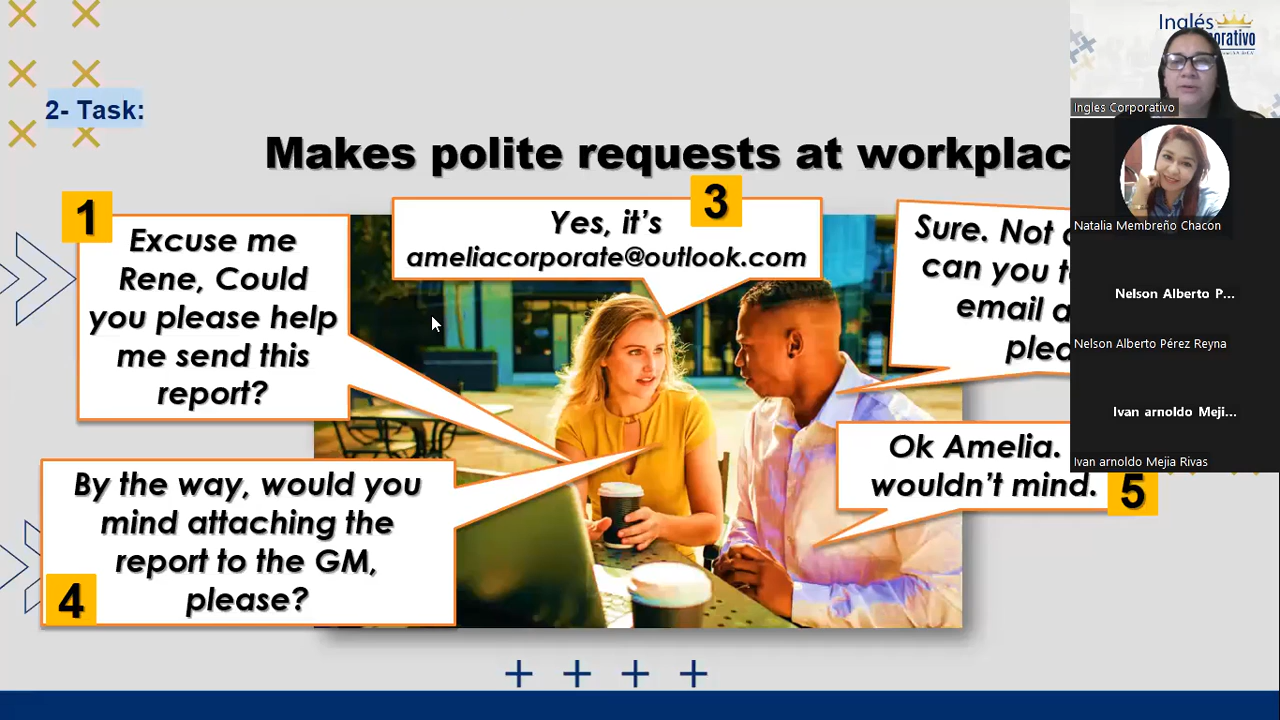 2- Task:
Makes polite requests at
1
Excuse me
Rene, Could
you please help
me send this
report?
3
Yes, it's
ameliacorporate@outlook.com
Sure. Not
can you
email
4
By the way, would you
mind attaching the
report to the GM,
please?
Ok Amelia.
wouldn't mind.
5
Inglés
Ingles Corporativo
Natalia Membreño Chacon
Nelson Alberto P...
Nelson Alberto Pérez Reyna
Ivan arnoldo Meji...
Ivan arnoldo Mejia Rivas